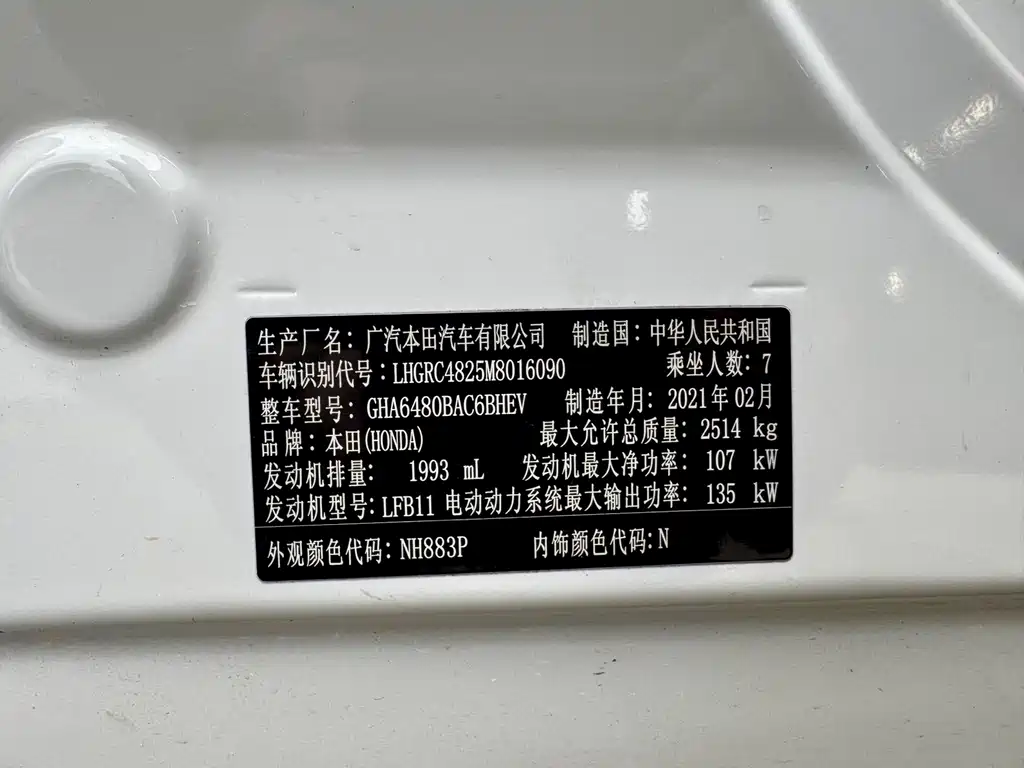 生产厂名：广汽本田汽车有限公司 制造国：中华人民共和国
车辆识别代号：LHGRC4825M8016090 乘坐人数：7
整车型号：GHA6480BAC6BHEV 制造年月：2021年02月
品牌：本田(HONDA) 最大允许总质量：2514 kg
发动机排量： 1993 mL 发动机最大净功率：107 kW
发动机型号：LFB11 电动动力系统最大输出功率：135 kW
外观颜色代码：NH883P 内饰颜色代码：N